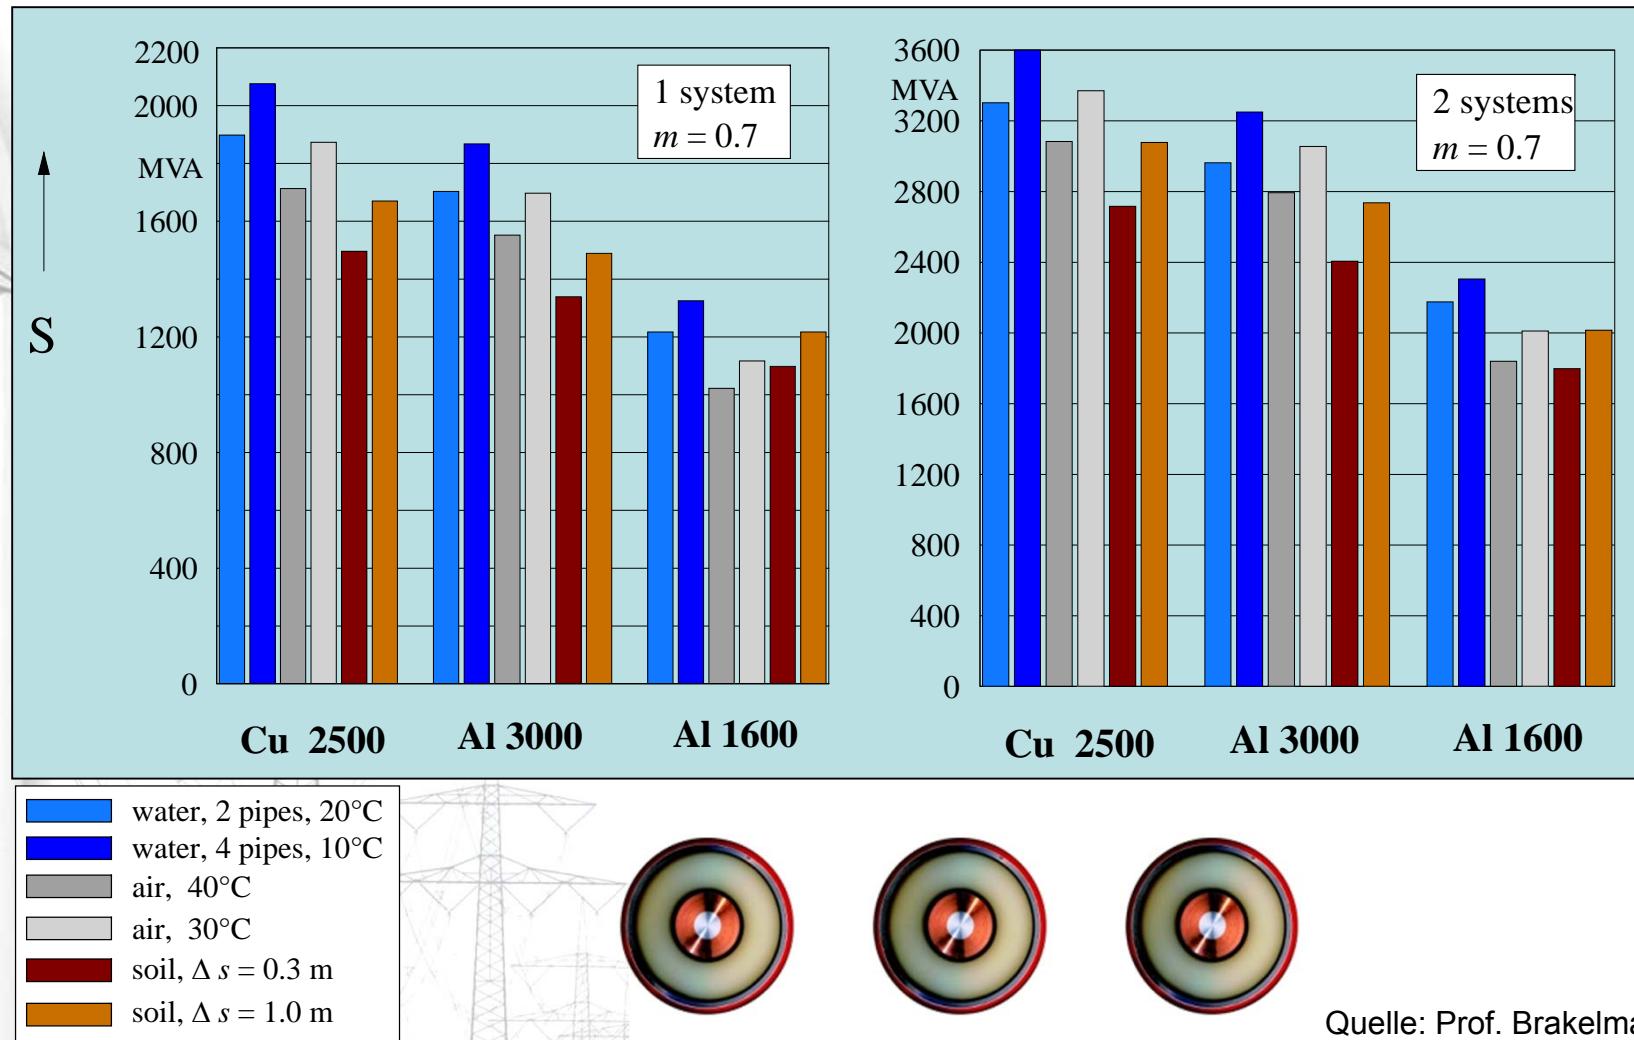 2200
2000
MVA
1600
1200
800
400
0
S
1 system
m = 0.7
Cu 2500
Al 3000
Al 1600
3600
MVA
3200
2800
2400
2000
1600
1200
800
400
0
2 systems
m = 0.7
Cu 2500
Al 3000
Al 1600
water, 2 pipes, 20°C
water, 4 pipes, 10°C
air, 40°C
air, 30°C
soil, Δ s = 0.3 m
soil, Δ s = 1.0 m
Quelle: Prof. Brakelma